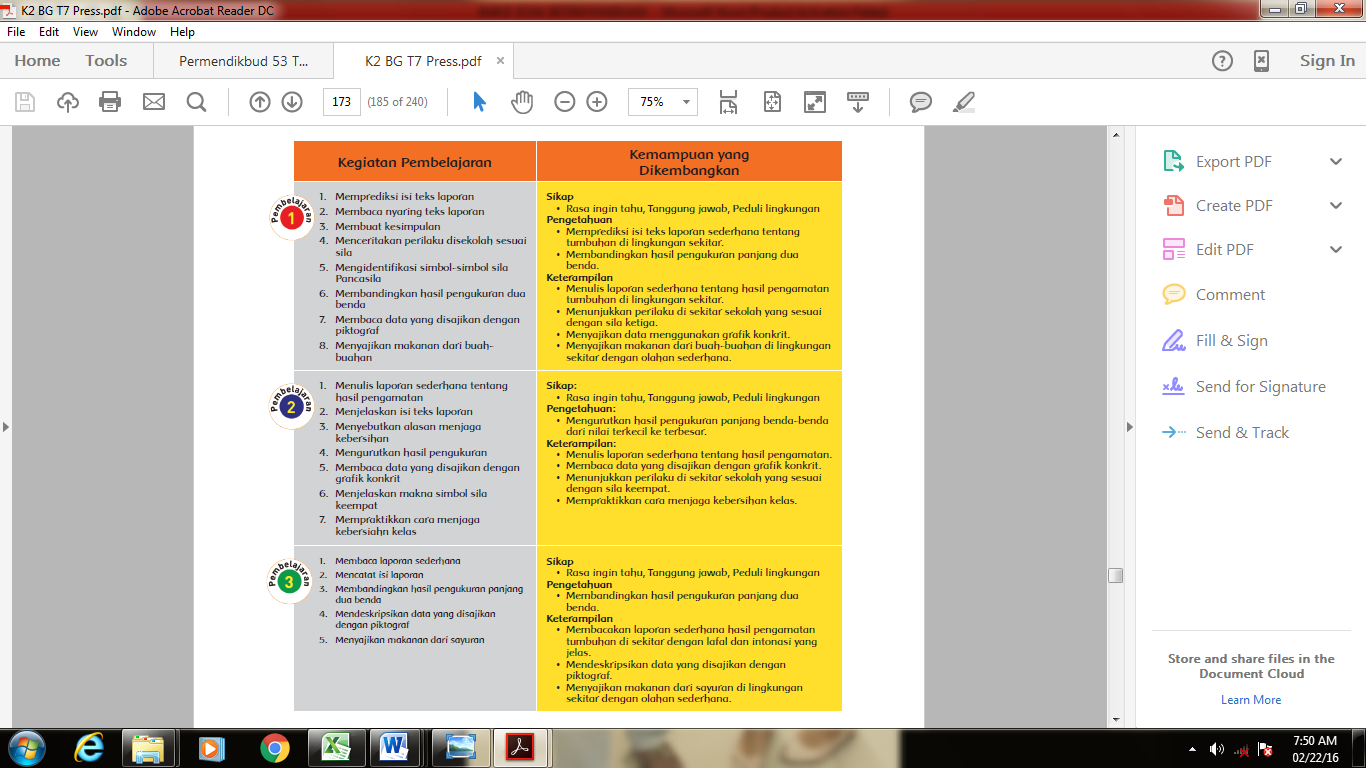 K2 BG T7 Press.pdf - Adobe Acrobat Reader DC
File Edit View Window Help
Home Tools Permendikbud 53 T... K2 BG T7 Press.pdf × Sign In
173 (185 of 240) 75%
Kegiatan Pembelajaran
Kemampuan yang
Dikembangkan
Pembelajaran
1
1. Memprediksi isi teks laporan
2. Membaca nyaring teks laporan
3. Membuat kesimpulan
4. Menceritakan perilaku disekolah sesuai
sila
5. Mengidentifikasi simbol-simbol sila
Pancasila
6. Membandingkan hasil pengukuran dua
benda
7. Membaca data yang disajikan dengan
piktograf
8. Menyajikan makanan dari buah-
buahan
Sikap
• Rasa ingin tahu, Tanggung jawab, Peduli lingkungan
Pengetahuan
• Memprediksi isi teks laporan sederhana tentang
tumbuhan di lingkungan sekitar.
• Membandingkan hasil pengukuran panjang dua
benda.
Keterampilan
• Menulis laporan sederhana tentang hasil pengamatan
tumbuhan di lingkungan sekitar.
• Menunjukkan perilaku di sekitar sekolah yang sesuai
dengan sila ketiga.
• Menyajikan data menggunakan grafik konkrit.
• Menyajikan makanan dari buah-buahan di lingkungan
sekitar dengan olahan sederhana.
Pembelajaran
2
1. Menulis laporan sederhana tentang
hasil pengamatan
2. Menjelaskan isi teks laporan
3. Menyebutkan alasan menjaga
kebersihan
4. Mengurutkan hasil pengukuran
5. Membaca data yang disajikan dengan
grafik konkrit
6. Menjelaskan makna simbol sila
keempat
7. Mempraktikkan cara menjaga
kebersiahn kelas
Sikap:
• Rasa ingin tahu, Tanggung jawab, Peduli lingkungan
Pengetahuan:
• Mengurutkan hasil pengukuran panjang benda-benda
dari nilai terkecil ke terbesar.
Keterampilan:
• Menulis laporan sederhana tentang hasil pengamatan.
• Membaca data yang disajikan dengan grafik konkrit.
• Menunjukkan perilaku di sekitar sekolah yang sesuai
dengan sila keempat.
• Mempraktikkan cara menjaga kebersihan kelas.
Pembelajaran
3
1. Membaca laporan sederhana
2. Mencatat isi laporan
3. Membandingkan hasil pengukuran panjang
dua benda
4. Mendeskripsikan data yang disajikan
dengan piktograf
5. Menyajikan makanan dari sayuran
Sikap
• Rasa ingin tahu, Tanggung jawab, Peduli lingkungan
Pengetahuan
• Membandingkan hasil pengukuran panjang dua
benda.
Keterampilan
• Membacakan laporan sederhana hasil pengamatan
tumbuhan di sekitar dengan lafal dan intonasi yang
jelas.
• Mendeskripsikan data yang disajikan dengan
piktograf.
• Menyajikan makanan dari sayuran di lingkungan
sekitar dengan olahan sederhana.
Export PDF
Create PDF
Edit PDF
Comment
Fill & Sign
Send for Signature
Send & Track
Store and share files in the
Document Cloud
Learn More
7:50 AM
02/22/16